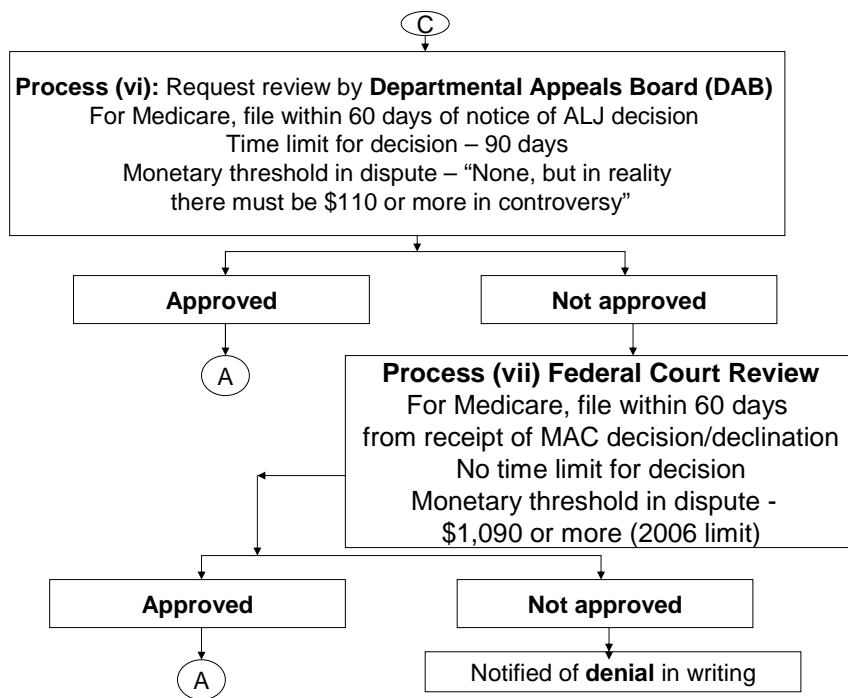 C
Process (vi): Request review by Departmental Appeals Board (DAB)
For Medicare, file within 60 days of notice of ALJ decision
Time limit for decision – 90 days
Monetary threshold in dispute – “None, but in reality
there must be $110 or more in controversy”
Approved
Not approved
A
Process (vii) Federal Court Review
For Medicare, file within 60 days
from receipt of MAC decision/declination
No time limit for decision
Monetary threshold in dispute -
$1,090 or more (2006 limit)
Approved
Not approved
A
Notified of denial in writing